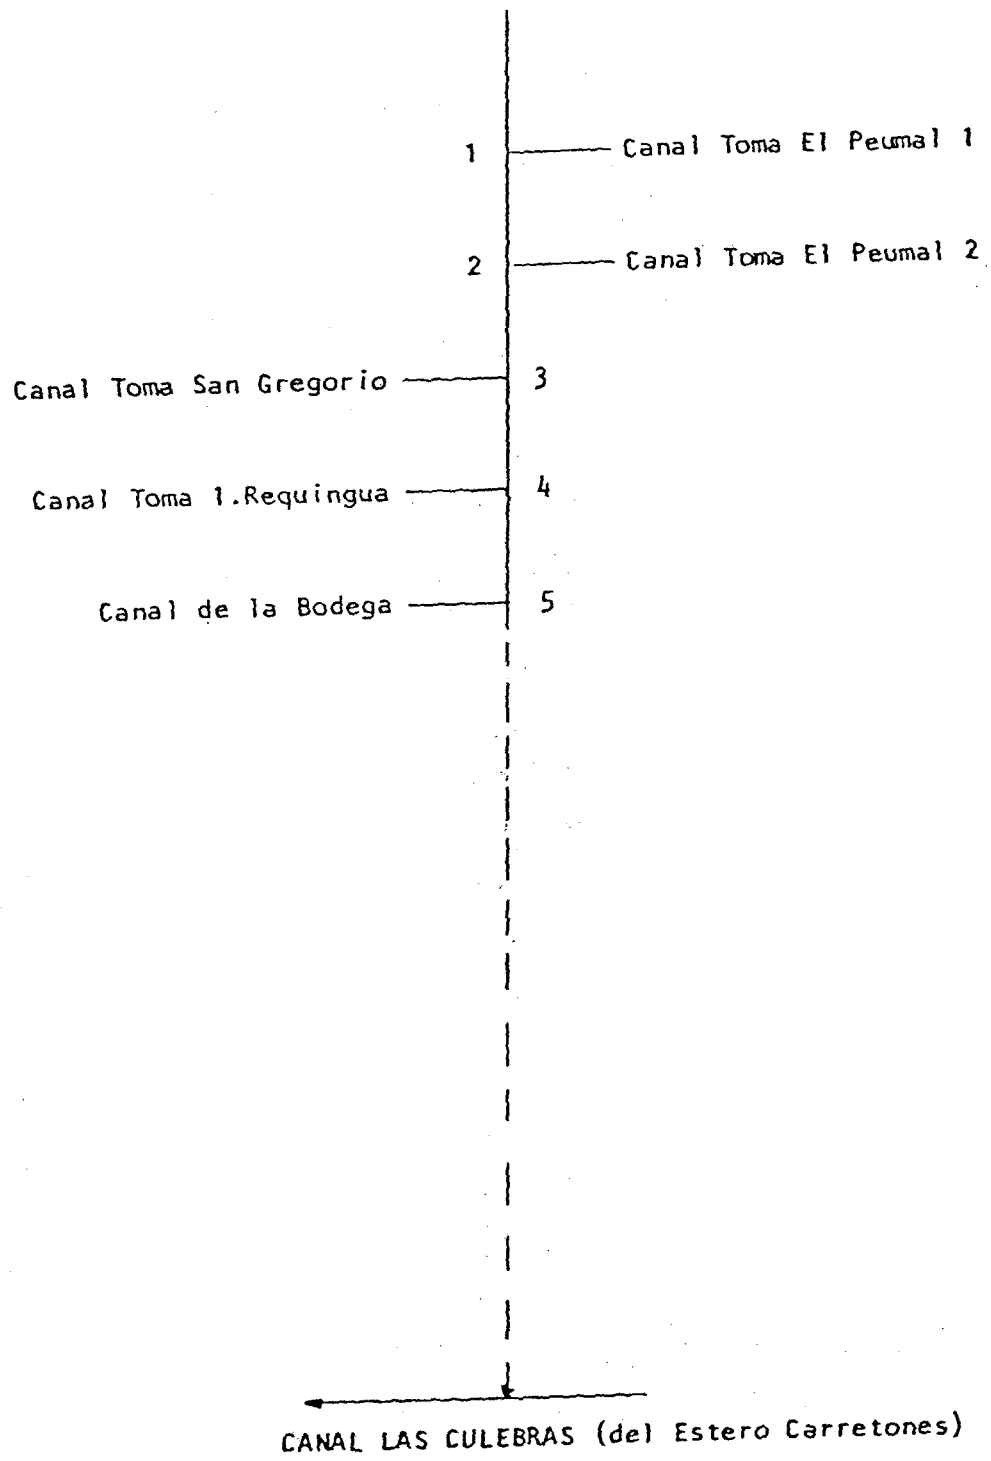 1 Canal Toma El Peumal 1
2 Canal Toma El Peumal 2
Canal Toma San Gregorio 3
Canal Toma 1.Requingua 4
Canal de la Bodega 5
CANAL LAS CULEBRAS (del Estero Carretones)